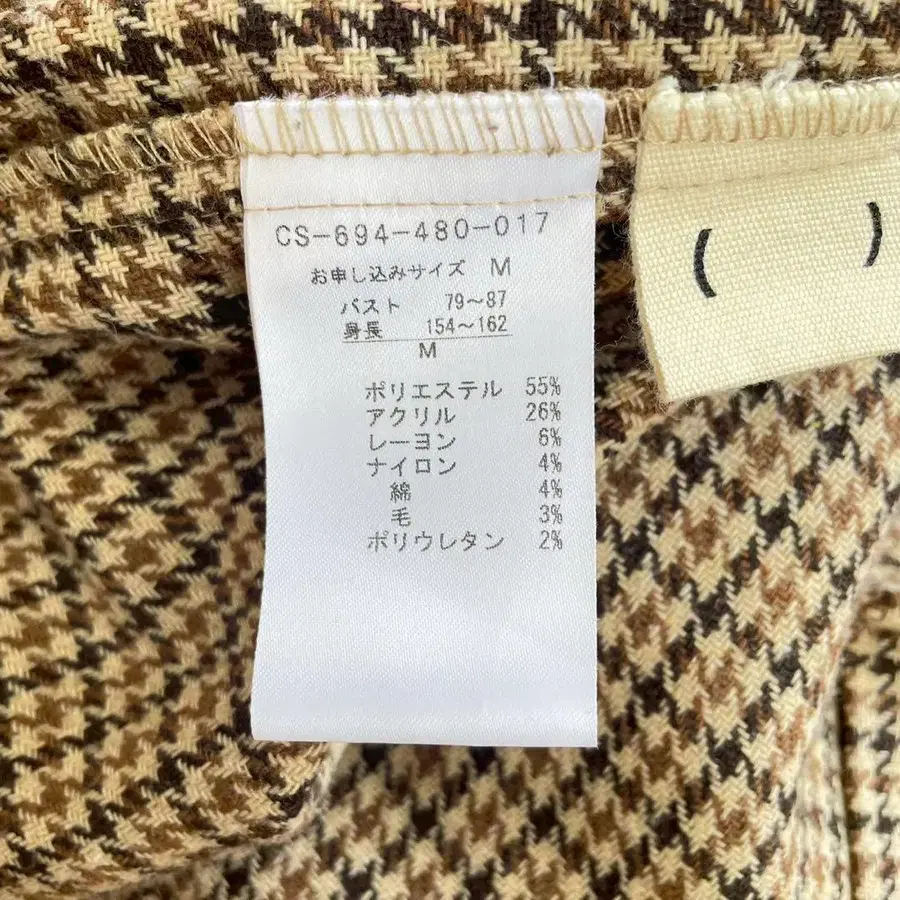 CS-694-480-017
お申し込みサイズ M
バスト 79～87
身長 154～162
M
ポリエステル 55%
アクリル 26%
レーヨン 6%
ナイロン 4%
綿 4%
毛 3%
ポリウレタン 2%
( )